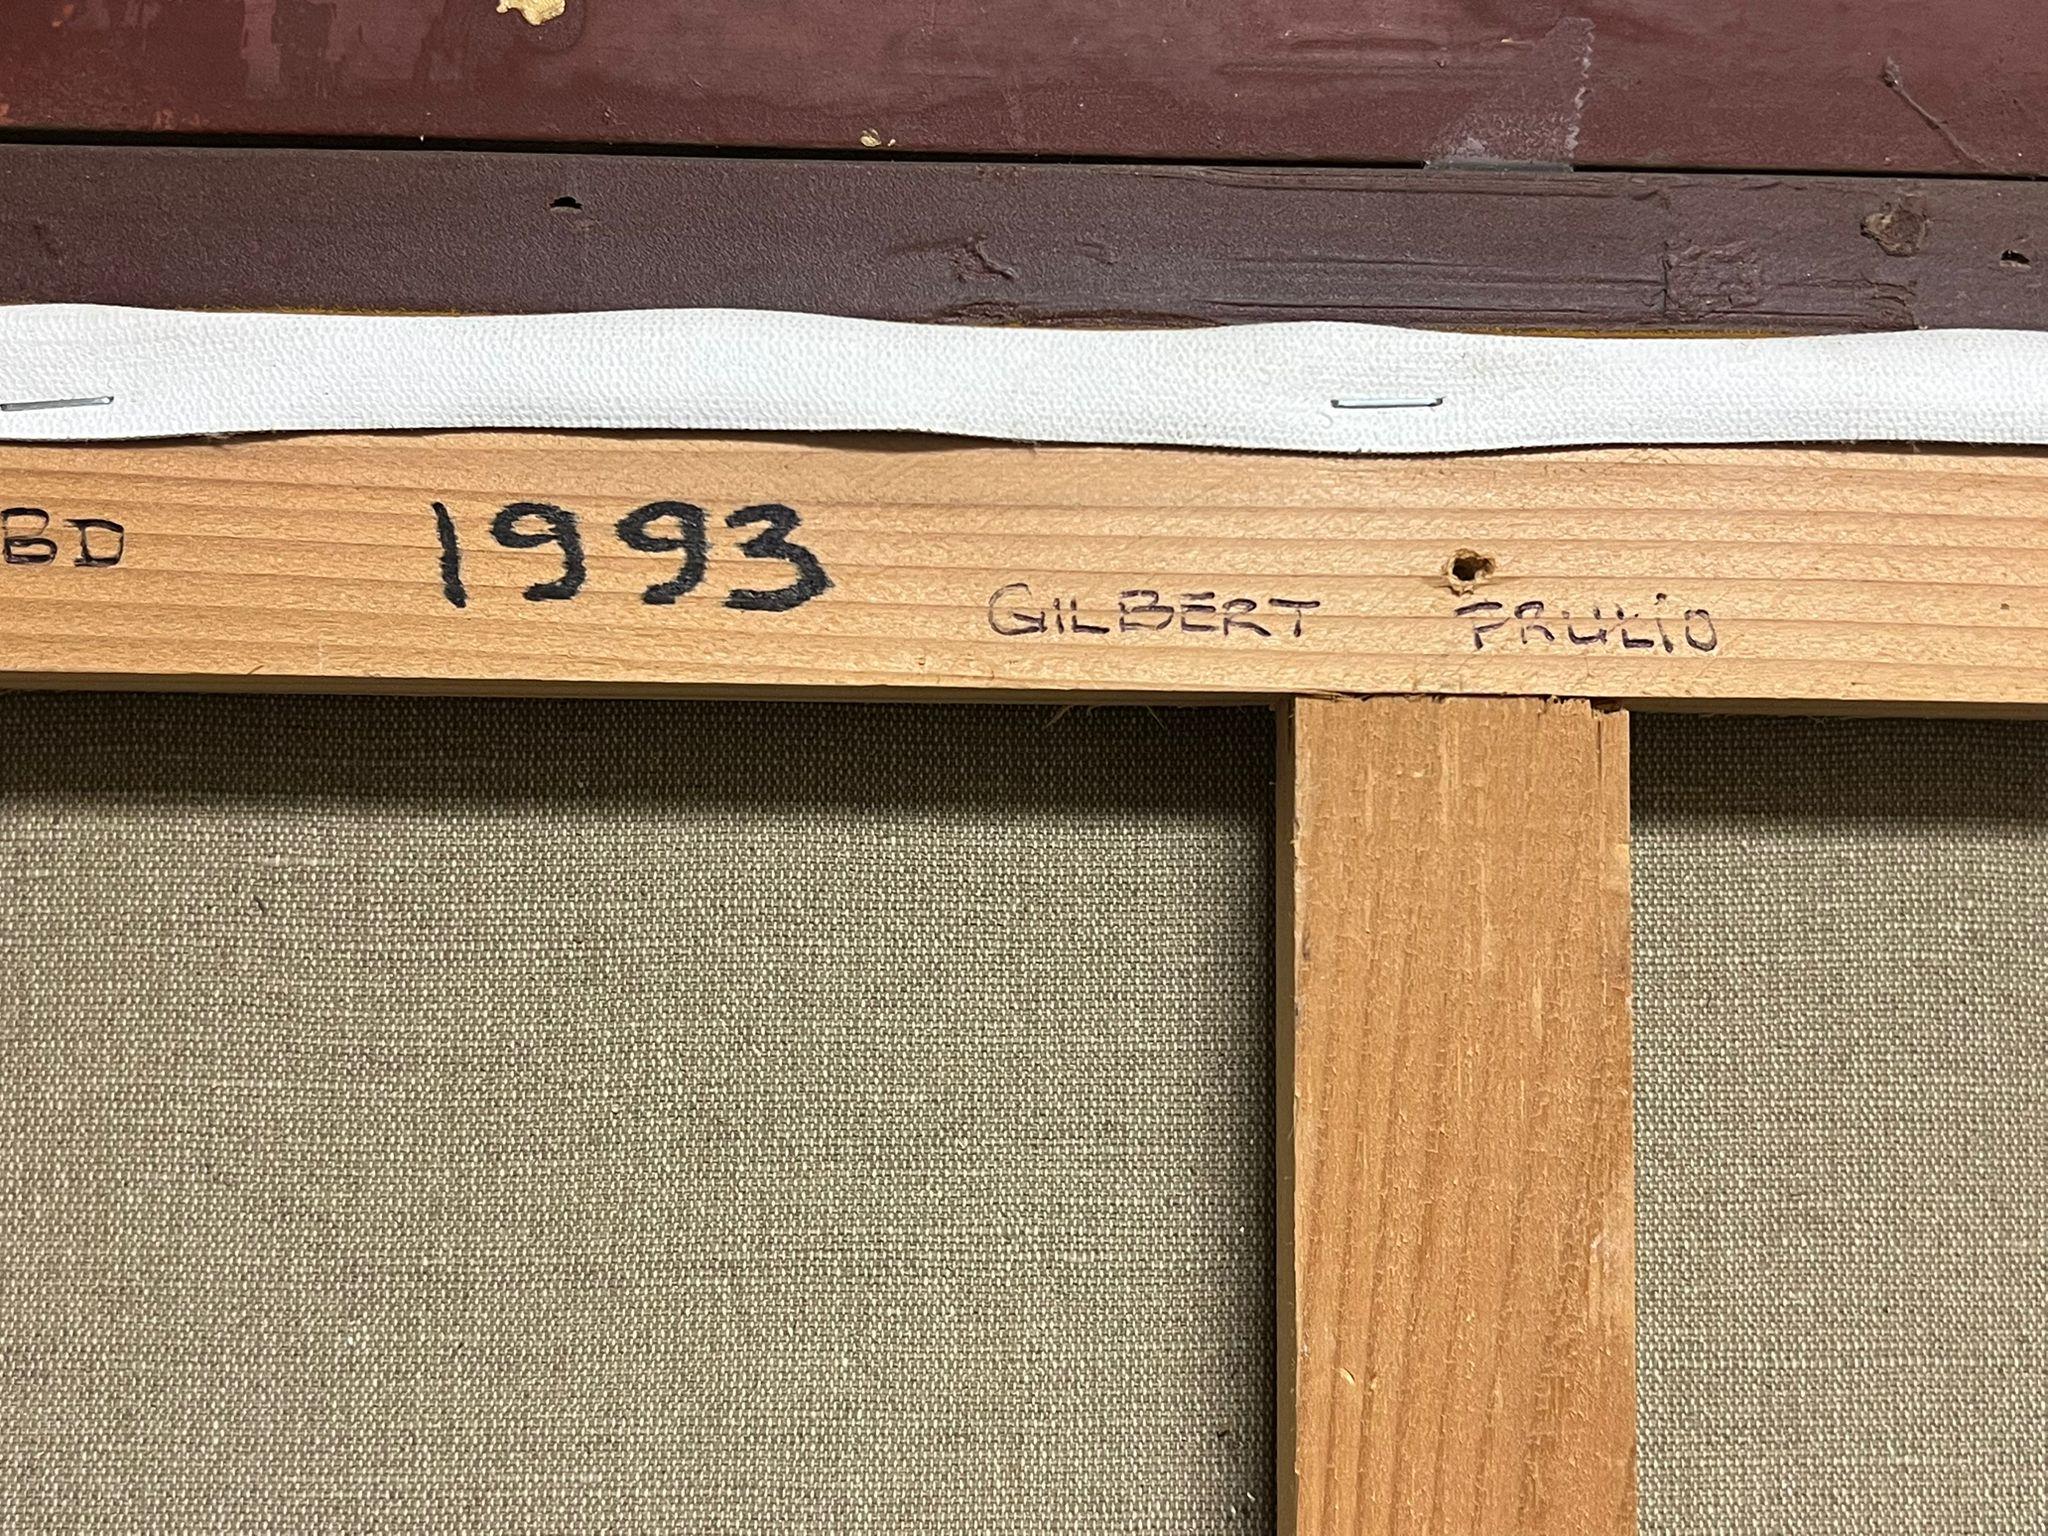 BD 1993 GILBERT FRULIO